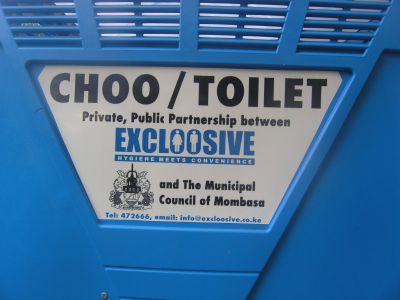 CHOO / TOILET
Private, Public Partnership between
EXCLOOSIVE
HYGIENE MEETS CONVENIENCE
and The Municipal
Council of Mombasa
Tel: 472666, email: info@excloosive.co.ke